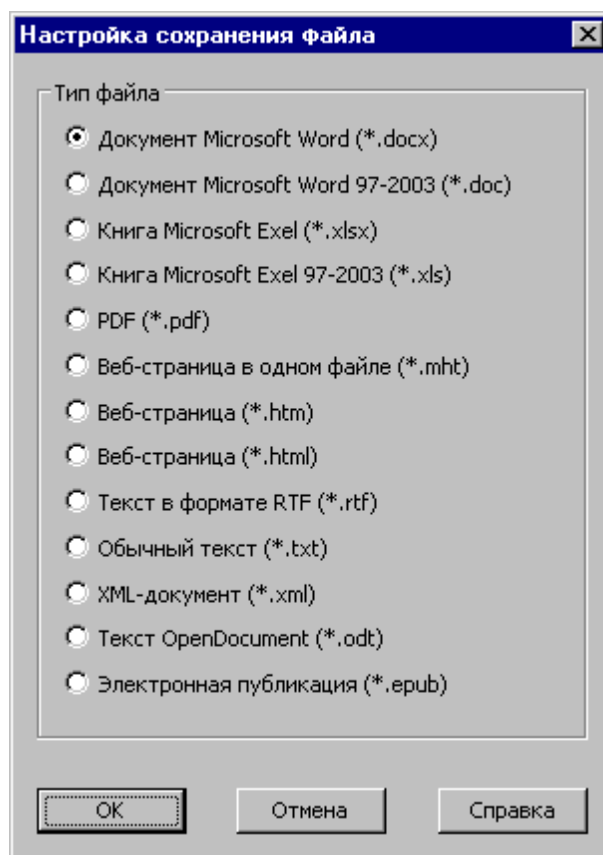 Настройка сохранения файла
Тип файла
Документ Microsoft Word (*.docx)
Документ Microsoft Word 97-2003 (*.doc)
Книга Microsoft Exel (*.xlsx)
Книга Microsoft Exel 97-2003 (*.xls)
PDF (*.pdf)
Веб-страница в одном файле (*.mht)
Веб-страница (*.htm)
Веб-страница (*.html)
Текст в формате RTF (*.rtf)
Обычный текст (*.txt)
XML-документ (*.xml)
Текст OpenDocument (*.odt)
Электронная публикация (*.epub)
OK
Отмена
Справка